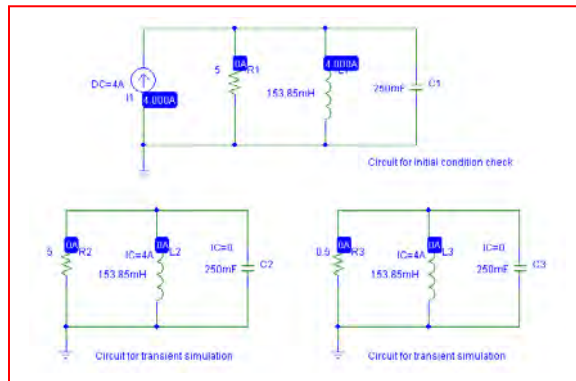 0A
4.000A
5
R1
L1
DC=4A
I1
4.000A
153.85mH
250mF
C1
Circuit for initial condition check
0A
0A
5
R2
IC=4A
L2
IC=0
153.85mH
250mF
C2
0A
0A
0.5
R3
IC=4A
L3
IC=0
153.85mH
250mF
C3
Circuit for transient simulation
Circuit for transient simulation